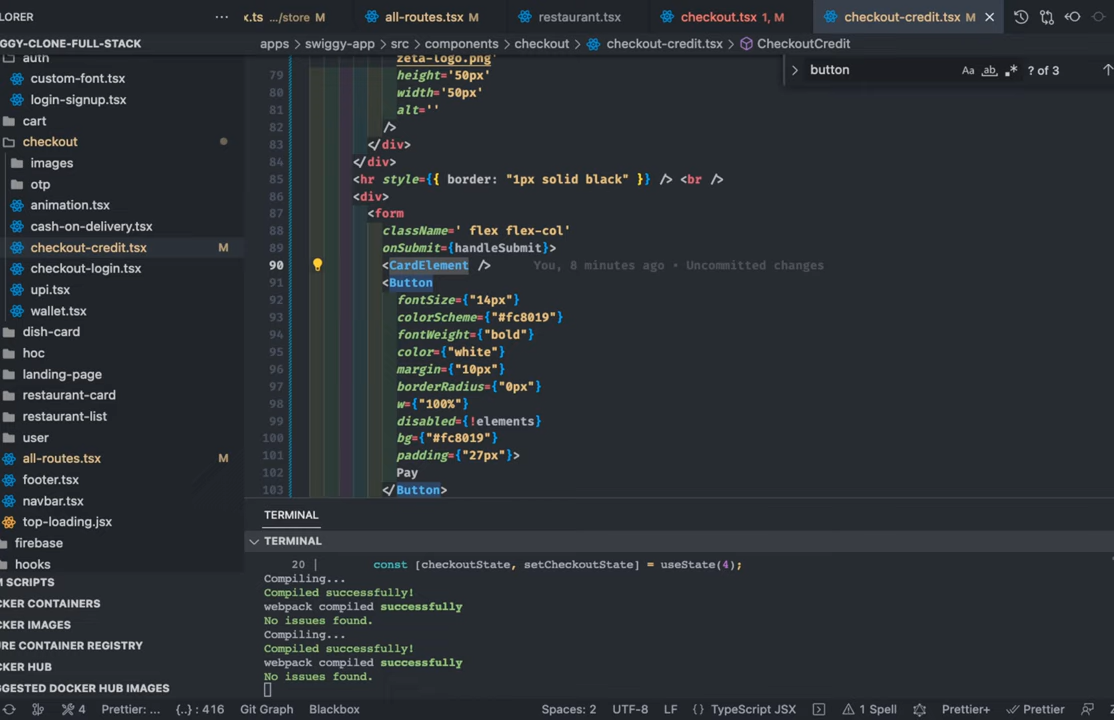 LORER
...
x.ts .../store M
all-routes.tsx M
restaurant.tsx
checkout.tsx 1, M
checkout-credit.tsx M
IGGY-CLONE-FULL-STACK
apps > swiggy-app > src > components > checkout > checkout-credit.tsx > CheckoutCredit
button
Aa ab .* ? of 3
auth
custom-font.tsx
login-signup.tsx
cart
checkout
images
otp
animation.tsx
cash-on-delivery.tsx
checkout-credit.tsx M
checkout-login.tsx
upi.tsx
wallet.tsx
dish-card
hoc
landing-page
restaurant-card
restaurant-list
user
all-routes.tsx M
footer.tsx
navbar.tsx
top-loading.jsx
firebase
hooks
M SCRIPTS
CKER CONTAINERS
CKER IMAGES
URE CONTAINER REGISTRY
CKER HUB
GGESTED DOCKER HUB IMAGES
zeta-logo.png"
79 height='50px'
80 width='50px'
81 alt=''
82 />
83 </div>
84 </div>
85 <hr style={{ border: "1px solid black" }} /> <br />
86 <div>
87 <form
88 className=' flex flex-col'
89 onSubmit={handleSubmit}>
90 <CardElement /> You, 8 minutes ago • Uncommitted changes
91 <Button
92 fontSize={"14px"}
93 colorScheme={"#fc8019"}
94 fontWeight={"bold"}
95 color={"white"}
96 margin={"10px"}
97 borderRadius={"0px"}
98 w={"100%"}
99 disabled={!elements}
100 bg={"#fc8019"}
101 padding={"27px"}>
102 Pay
103 </Button>
TERMINAL
TERMINAL
20 | const [checkoutState, setCheckoutState] = useState(4);
Compiling...
Compiled successfully!
webpack compiled successfully
No issues found.
Compiling...
Compiled successfully!
webpack compiled successfully
No issues found.
4 Prettier: ... {..} : 416 Git Graph Blackbox Spaces: 2 UTF-8 LF {} TypeScript JSX 1 Spell Prettier+ Prettier